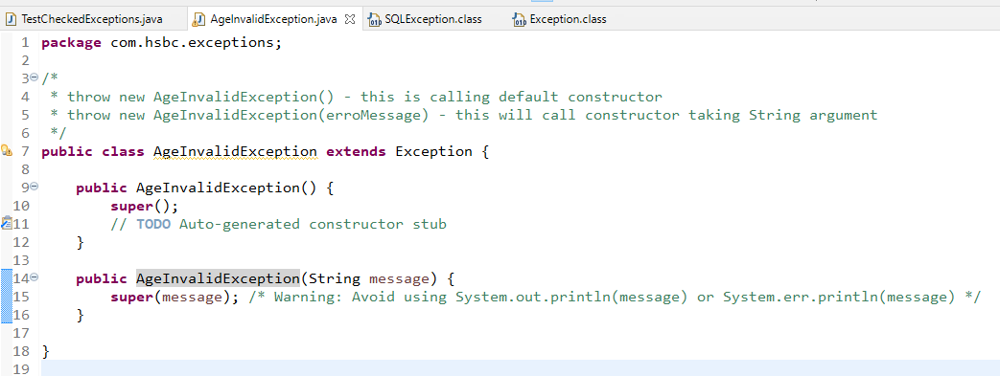 TestCheckedExceptions.java AgeInvalidException.java SQLException.class Exception.class
1 package com.hsbc.exceptions;
2
3 /*
4 * throw new AgeInvalidException() - this is calling default constructor
5 * throw new AgeInvalidException(erroMessage) - this will call constructor taking String argument
6 */
7 public class AgeInvalidException extends Exception {
8
9 public AgeInvalidException() {
10 super();
11 // TODO Auto-generated constructor stub
12 }
13
14 public AgeInvalidException(String message) {
15 super(message); /* Warning: Avoid using System.out.println(message) or System.err.println(message) */
16 }
17
18 }
19